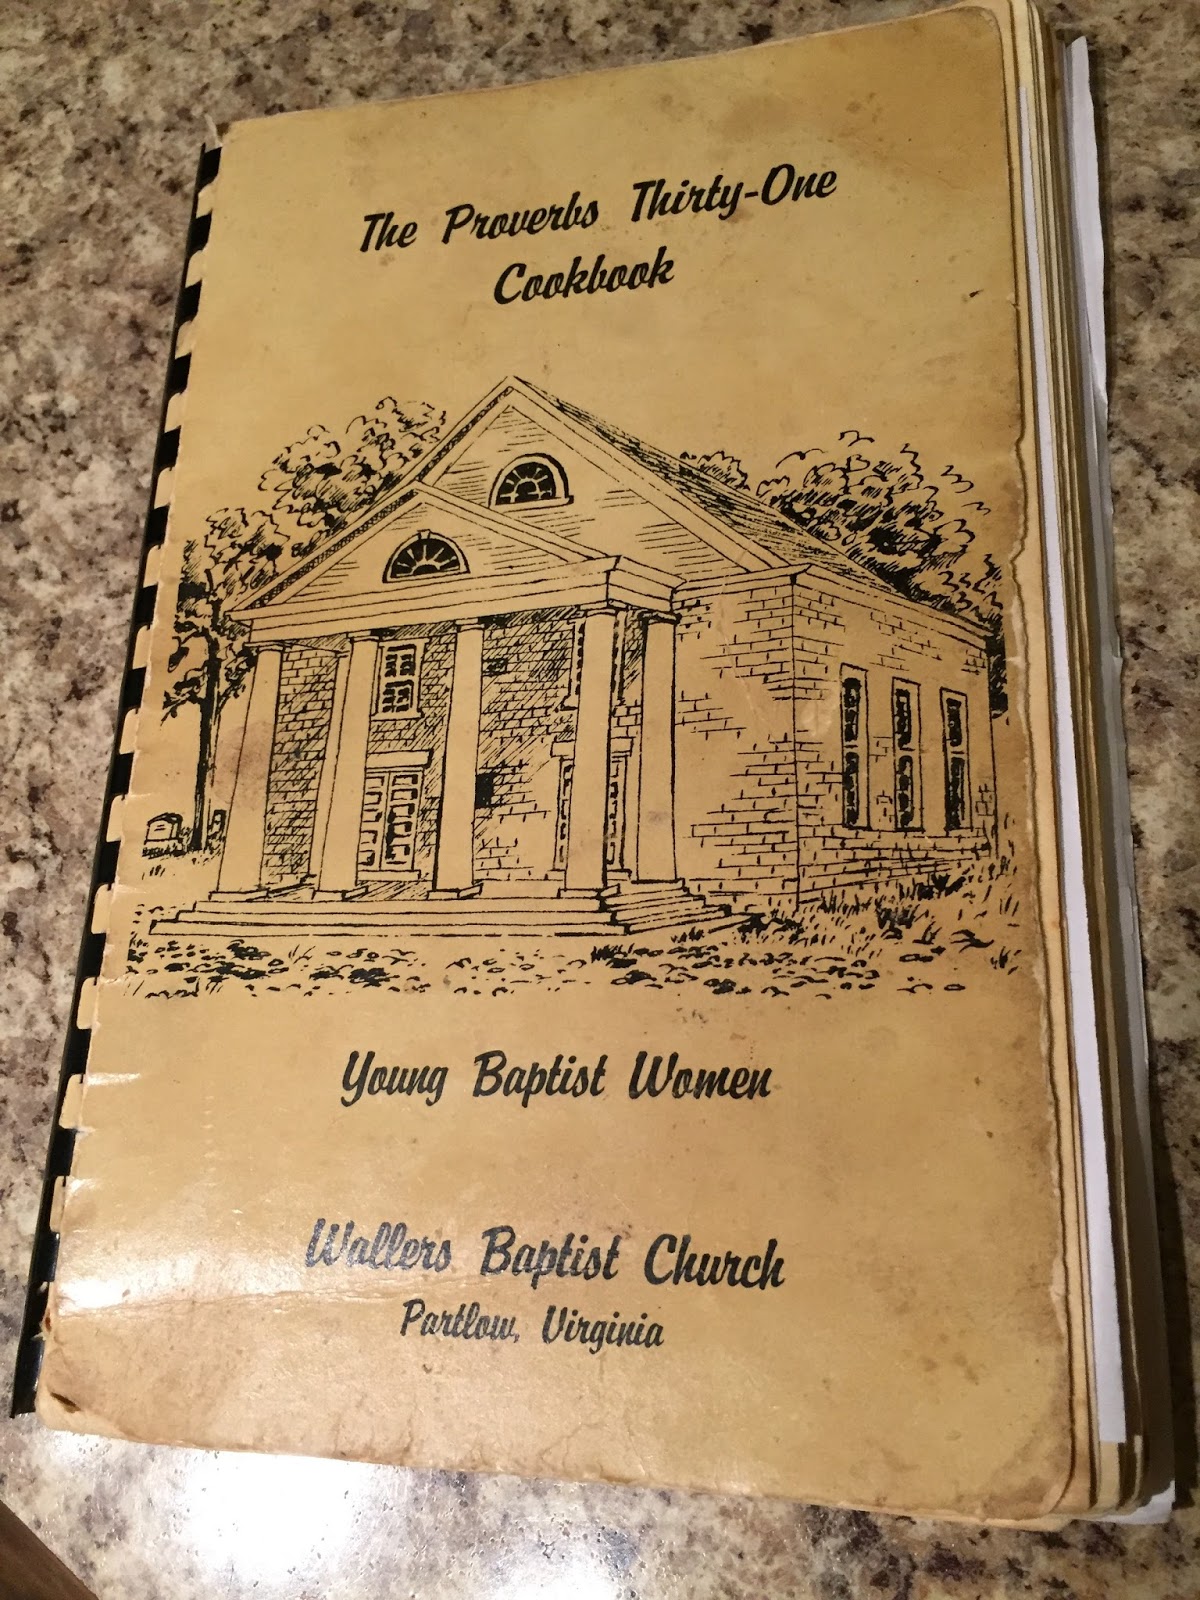 The Proverbs Thirty-One
Cookbook
Young Baptist Women
Wallers Baptist Church
Partlow, Virginia